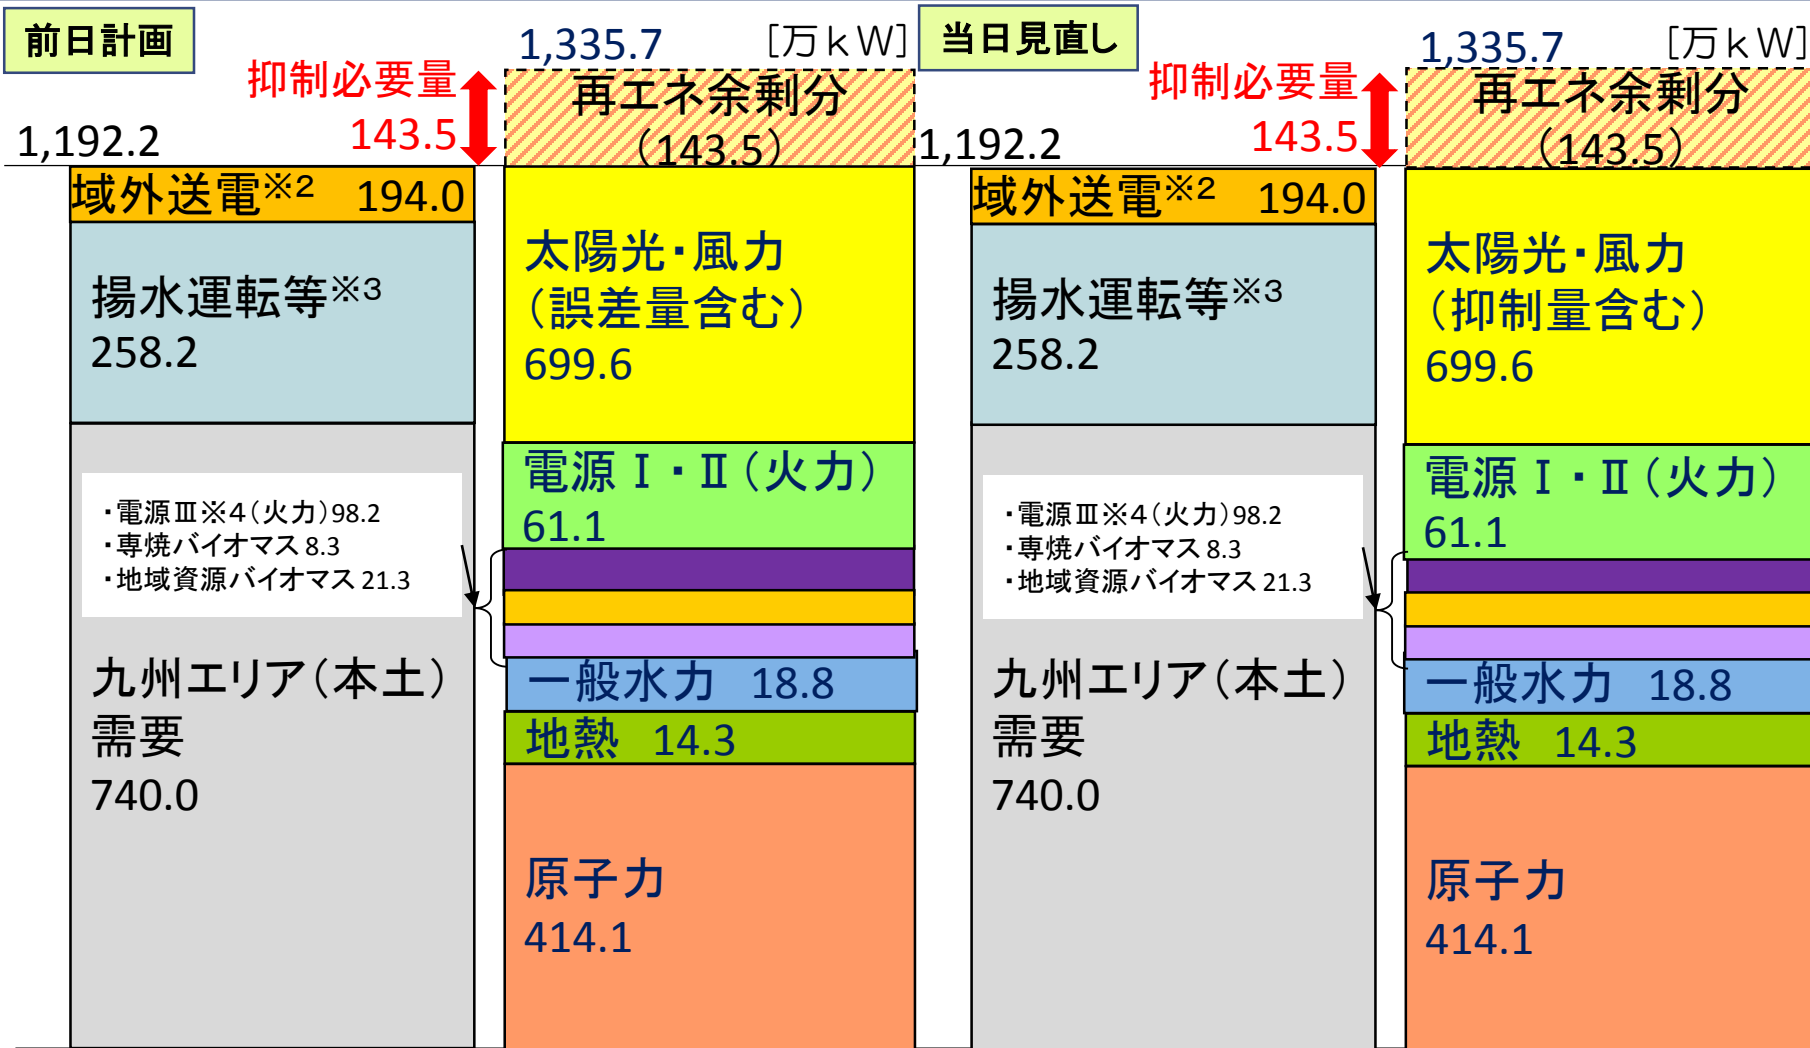 前日計画
1,335.7
[万kW]
抑制必要量
143.5
再エネ余剰分
(143.5)
1,192.2
域外送電※2 194.0
揚水運転等※3
258.2
・電源Ⅲ※4(火力)98.2
・専焼バイオマス 8.3
・地域資源バイオマス 21.3
九州エリア(本土)
需要
740.0
太陽光・風力
(誤差量含む)
699.6
電源Ⅰ・Ⅱ(火力)
61.1
一般水力 18.8
地熱 14.3
原子力
414.1
当日見直し
1,335.7
[万kW]
抑制必要量
143.5
再エネ余剰分
(143.5)
1,192.2
域外送電※2 194.0
揚水運転等※3
258.2
・電源Ⅲ※4(火力)98.2
・専焼バイオマス 8.3
・地域資源バイオマス 21.3
九州エリア(本土)
需要
740.0
太陽光・風力
(抑制量含む)
699.6
電源Ⅰ・Ⅱ(火力)
61.1
一般水力 18.8
地熱 14.3
原子力
414.1